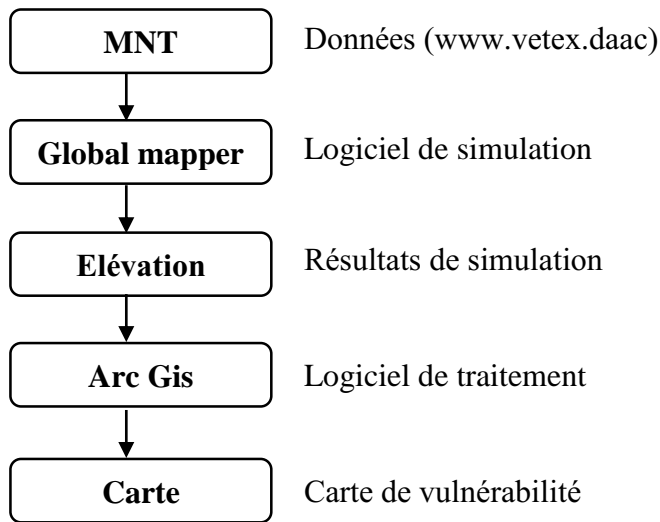 MNT Données (www.vetex.daac)
Global mapper Logiciel de simulation
Elévation Résultats de simulation
Arc Gis Logiciel de traitement
Carte Carte de vulnérabilité